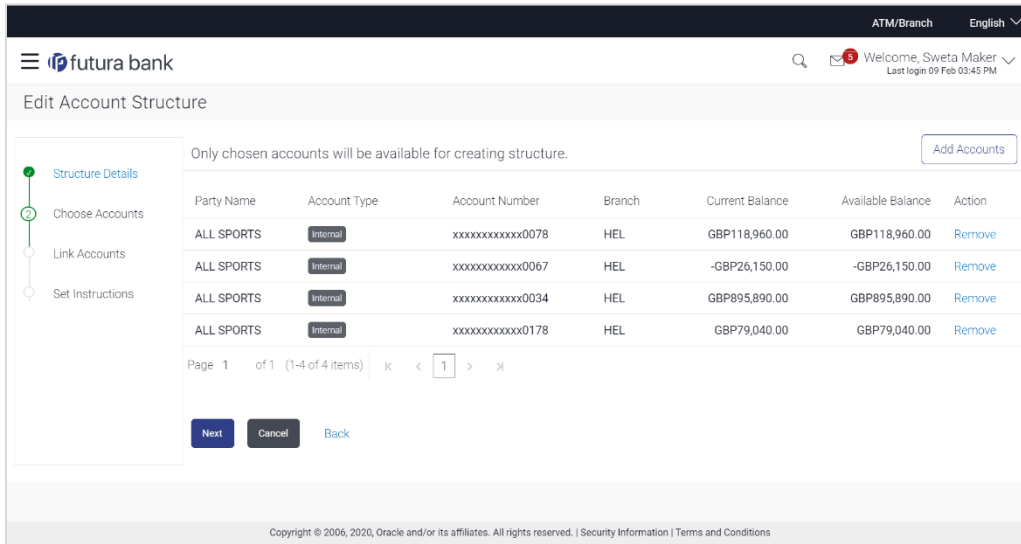 ATM/Branch English
futura bank
5 Welcome, Sweta Maker
Last login 09 Feb 03:45 PM
Edit Account Structure
Only chosen accounts will be available for creating structure. Add Accounts
Structure Details
2 Choose Accounts
Link Accounts
Set Instructions
Party Name Account Type Account Number Branch Current Balance Available Balance Action
ALL SPORTS Internal xxxxxxxxxxxx0078 HEL GBP118,960.00 GBP118,960.00 Remove
ALL SPORTS Internal xxxxxxxxxxxx0067 HEL -GBP26,150.00 -GBP26,150.00 Remove
ALL SPORTS Internal xxxxxxxxxxxx0034 HEL GBP895,890.00 GBP895,890.00 Remove
ALL SPORTS Internal xxxxxxxxxxxx0178 HEL GBP79,040.00 GBP79,040.00 Remove
Page 1 of 1 (1-4 of 4 items) 1
Next Cancel Back
Copyright © 2006, 2020, Oracle and/or its affiliates. All rights reserved. | Security Information | Terms and Conditions